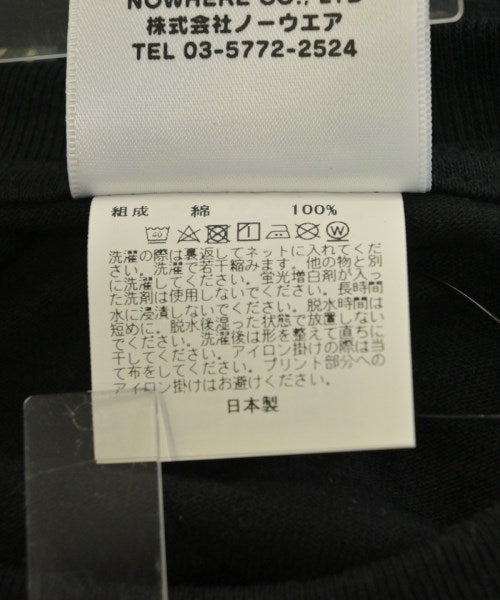 NOWHERE CO., LTD
株式会社ノーウエア
TEL 03-5772-2524
組成 綿 100%
40
W
洗濯の際は裏返してネットに入れてくだ
さい。洗濯で若干縮みます。他の物と別
に洗濯してください。蛍光増白剤が入っ
た洗剤は使用しないでください。長時間
水に浸漬しないでください。脱水時間は
短めに。脱水後湿った状態で放置しない
でください。洗濯後は形を整えて直ちに
干してください。アイロン掛けの際は当
て布をしてください。プリント部分への
アイロン掛けはお避けください。
日本製